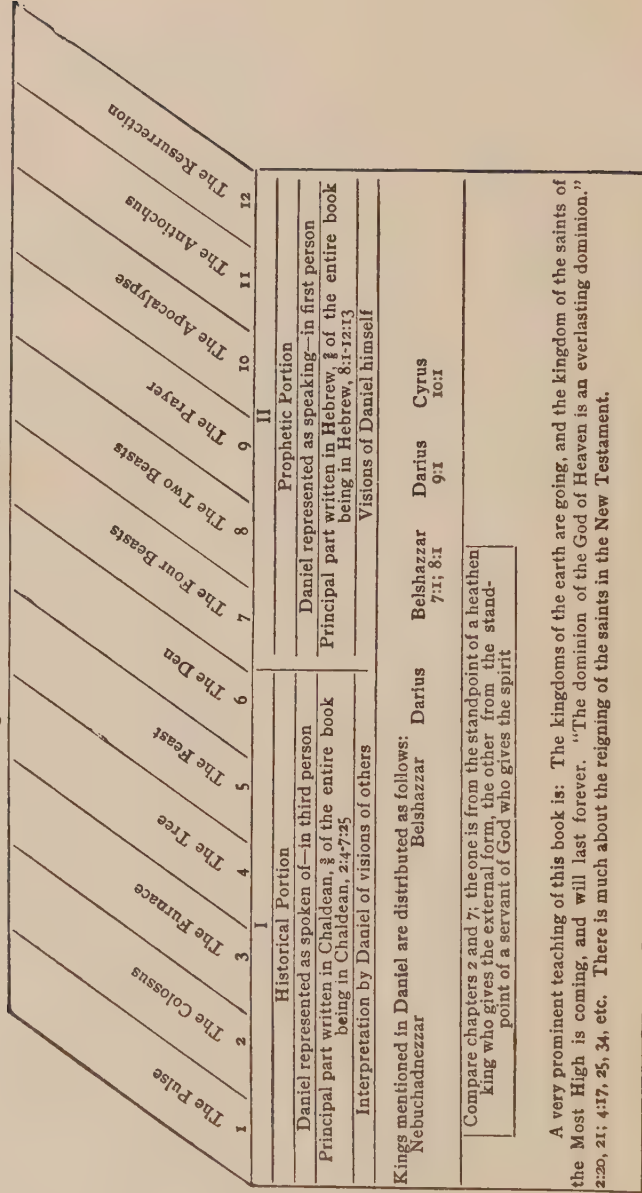 The Pulse
The Colossus
The Furnace
The Tree
The Feast
The Den
The Four Beasts
The Two Beasts
The Prayer
The Apocalypse
The Antiochus
The Resurrection
1 2 3 4 5 6 7 8 9 10 11 12
I
Historical Portion
Daniel represented as spoken of—in third person
Principal part written in Chaldean, of the entire book
being in Chaldean, 2:4-7:25
Interpretation by Daniel of visions of others
II
Prophetic Portion
Daniel represented as speaking—in first person
Principal part written in Hebrew, of the entire book
being in Hebrew, 8:1-12:13
Visions of Daniel himself
Kings mentioned in Daniel are distributed as follows:
Nebuchadnezzar Belshazzar Darius Belshazzar Darius Cyrus
7:1; 8:1 9:1 10:1
Compare chapters 2 and 7; the one is from the standpoint of a heathen
king who gives the external form, the other from the stand-
point of a servant of God who gives the spirit
A very prominent teaching of this book is: The kingdoms of the earth are going, and the kingdom of the saints of
the Most High is coming, and will last forever. "The dominion of the God of Heaven is an everlasting dominion."
2:20, 21; 4:17, 25, 34, etc. There is much about the reigning of the saints in the New Testament.